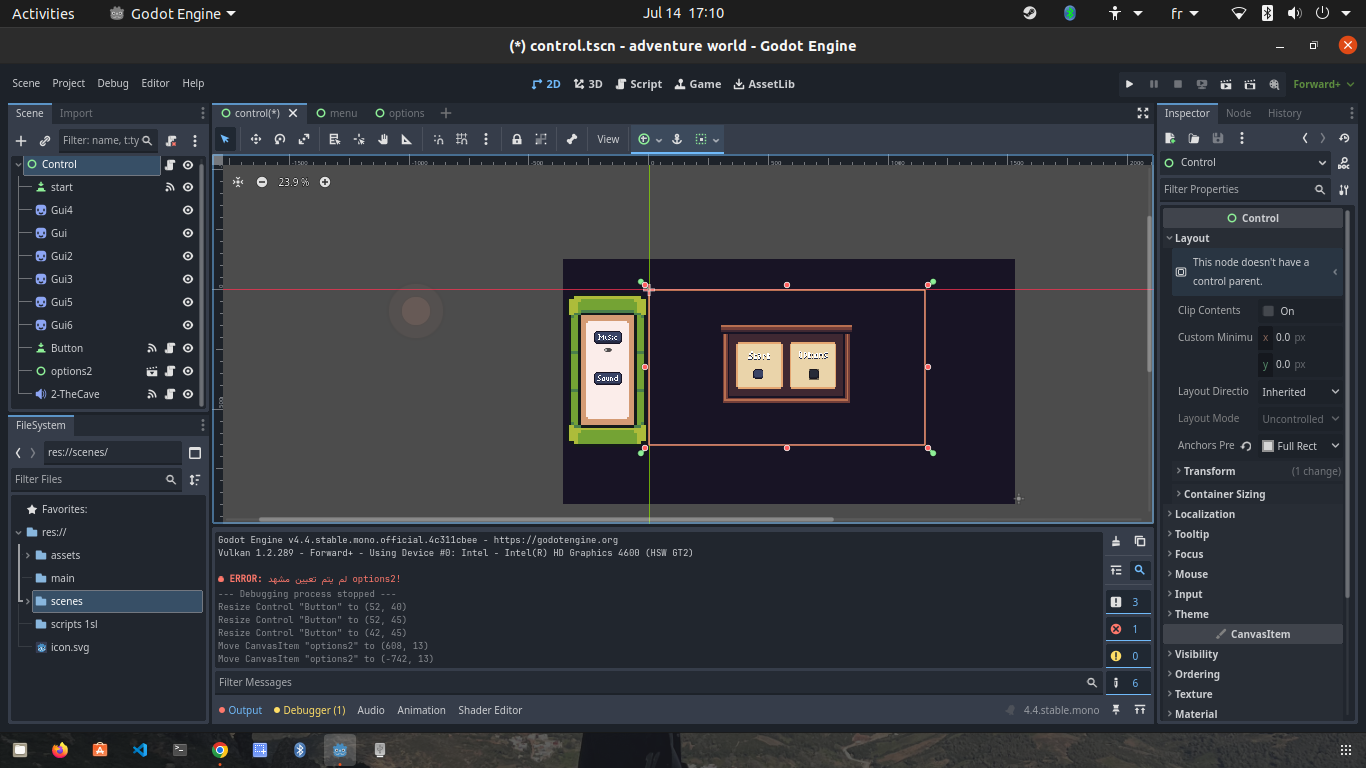 Activities
Godot Engine
Jul 14 17:10
fr
(*) control.tscn - adventure world - Godot Engine
Scene Project Debug Editor Help
2D 3D Script Game AssetLib
Forward+
Scene Import
control(*) menu options
Inspector Node History
Filter: name, t:ty
View
Control
start
Gui4
Gui
Gui2
Gui3
Gui5
Gui6
Button
options2
2-TheCave
23.9 %
-1500 -1000 -500 0 500 1000 1500 2000
Music
Sound
Start
Options
Control
Filter Properties
Control
Layout
This node doesn't have a
control parent.
Clip Contents On
Custom Minimu x 0.0 px
y 0.0 px
Layout Directio Inherited
Layout Mode Uncontrolled
Anchors Pre Full Rect
Transform (1 change)
Container Sizing
Localization
Tooltip
Focus
Mouse
Input
Theme
CanvasItem
Visibility
Ordering
Texture
Material
FileSystem
res://scenes/
Filter Files
Favorites:
res://
assets
main
scenes
scripts 1sl
icon.svg
Godot Engine v4.4.stable.mono.official.4c311cbee - https://godotengine.org
Vulkan 1.2.289 - Forward+ - Using Device #0: Intel - Intel(R) HD Graphics 4600 (HSW GT2)
ERROR: لم يتم تعيين مشهد options2!
--- Debugging process stopped ---
Resize Control "Button" to (52, 40)
Resize Control "Button" to (52, 45)
Resize Control "Button" to (42, 45)
Move CanvasItem "options2" to (608, 13)
Move CanvasItem "options2" to (-742, 13)
3
1
0
6
Filter Messages
Output Debugger (1) Audio Animation Shader Editor
4.4.stable.mono